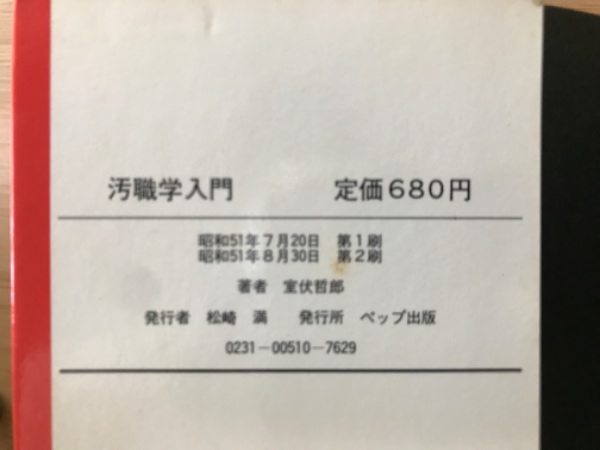 汚職学入門 定価680円
昭和51年7月20日 第1刷
昭和51年8月30日 第2刷
著者 室伏哲郎
発行者 松崎 満 発行所 ペップ出版
0231-00510-7629